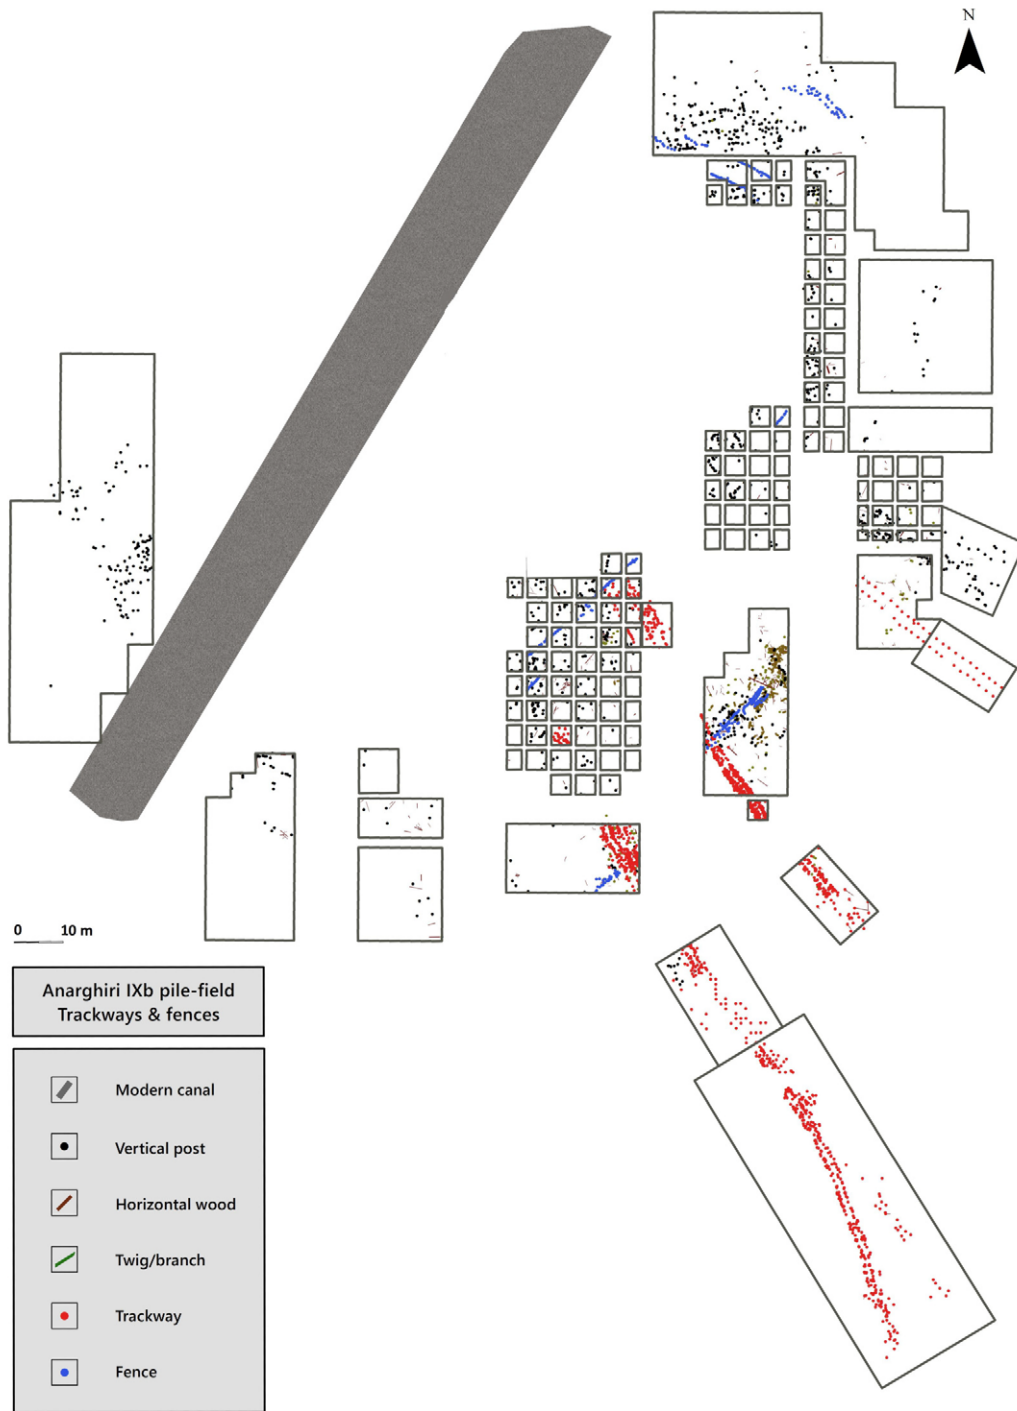 N
0 10 m
Anarghiri IXb pile-field
Trackways & fences
Modern canal
Vertical post
Horizontal wood
Twig/branch
Trackway
Fence